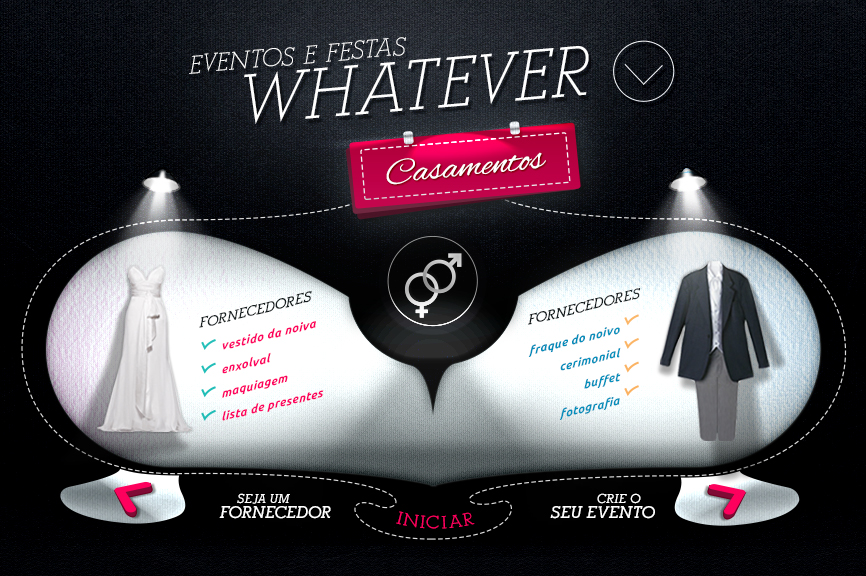 EVENTOS E FESTAS
WHATEVER
Casamentos
FORNECEDORES
vestido da noiva
enxolval
maquiagem
lista de presentes
FORNECEDORES
fraque do noivo
cerimonial
buffet
fotografia
SEJA UM
FORNECEDOR
INICIAR
CRIE O
SEU EVENTO